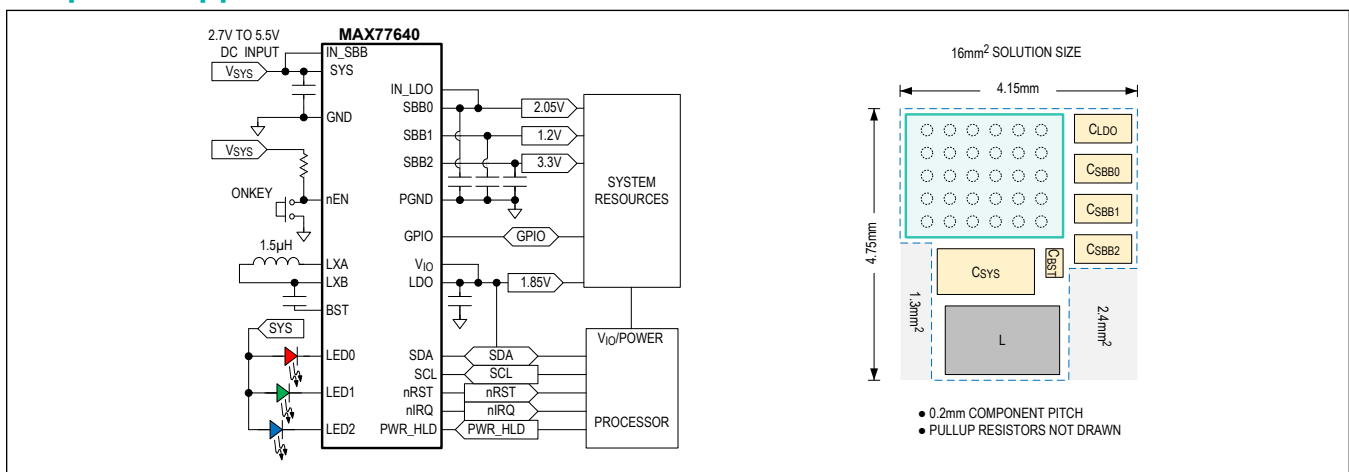 MAX77640
2.7V TO 5.5V
DC INPUT
VSYS
IN_SBB
SYS
GND
VSYS
ONKEY
nEN
1.5µH
LXA
LXB
BST
SYS
LED0
LED1
LED2
IN_LDO
SBB0
SBB1
SBB2
PGND
GPIO
VIO
LDO
SDA
SCL
nRST
nIRQ
PWR_HLD
2.05V
1.2V
3.3V
GPIO
1.85V
SDA
SCL
nRST
nIRQ
PWR_HLD
SYSTEM
RESOURCES
VIO/POWER
PROCESSOR
16mm2 SOLUTION SIZE
4.15mm
4.75mm
CLDO
CSBB0
CSBB1
CSBB2
CSYS
CBST
L
1.3mm2
2.4mm2
● 0.2mm COMPONENT PITCH
● PULLUP RESISTORS NOT DRAWN